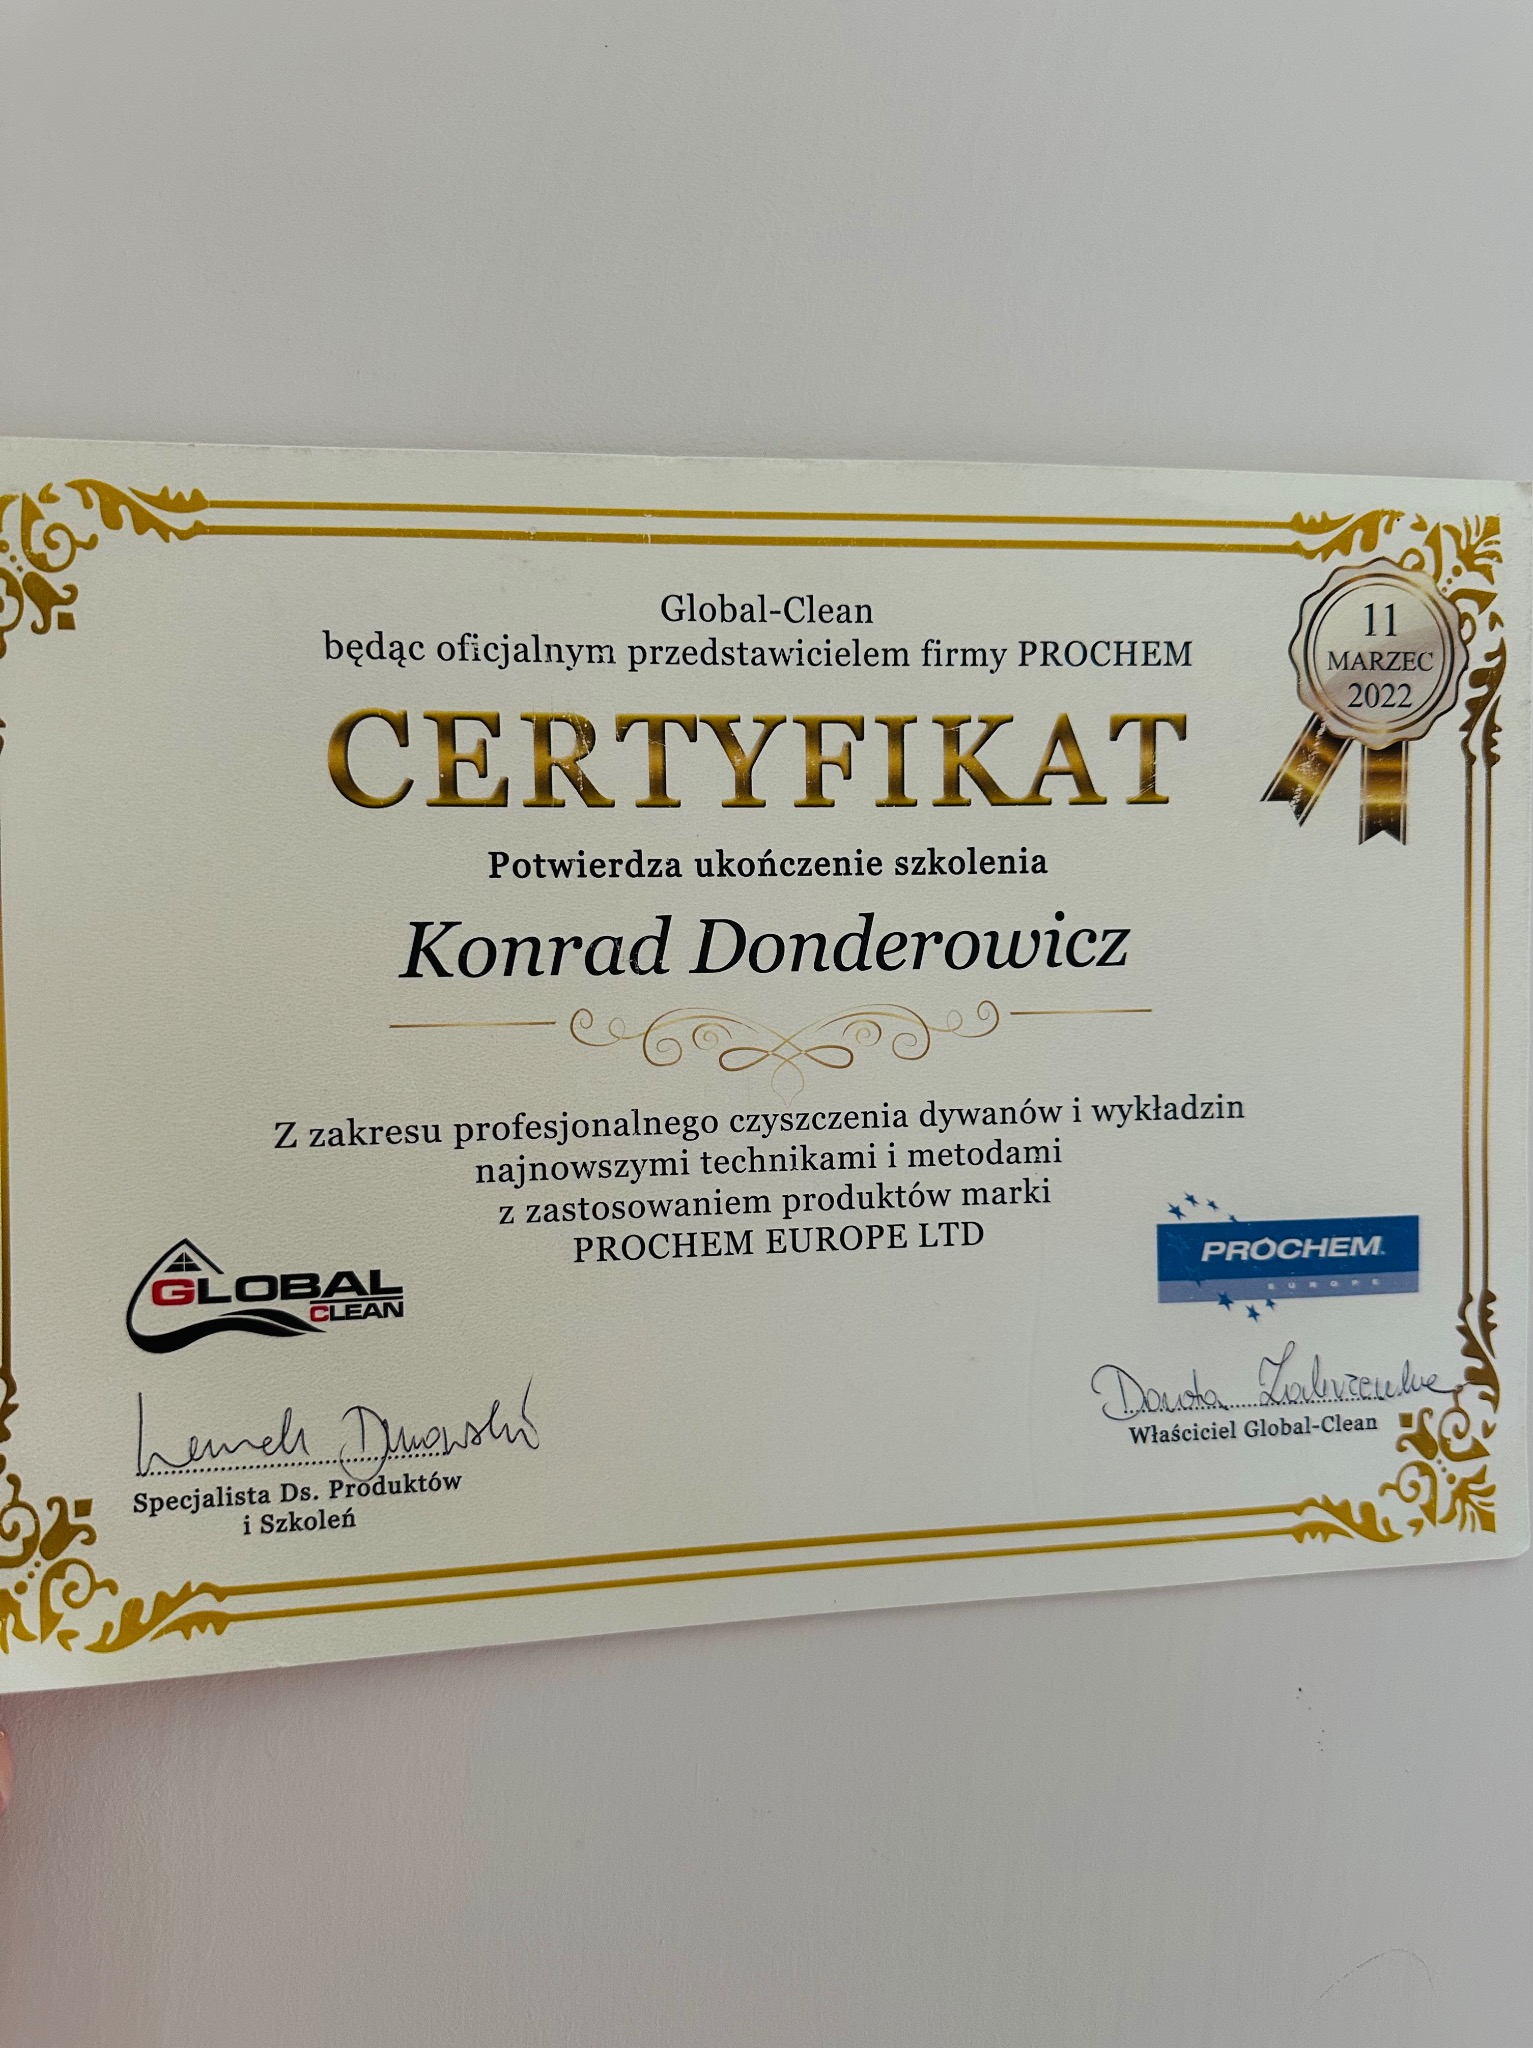 Global-Clean
będąc oficjalnym przedstawicielem firmy PROCHEM
11
MARZEC
2022
CERTYFIKAT
Potwierdza ukończenie szkolenia
Konrad Donderowicz
Z zakresu profesjonalnego czyszczenia dywanów i wykładzin
najnowszymi technikami i metodami
z zastosowaniem produktów marki
PROCHEM EUROPE LTD
GLOBAL
CLEAN
PROCHEM
EUROPE
Specjalista Ds. Produktów
i Szkoleń
Dorota
Właściciel Global-Clean